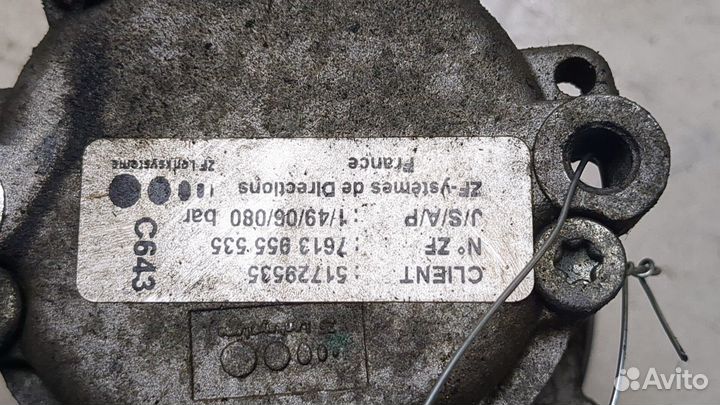 CLIENT : 51729535
N° ZF : 7613 955 535
J/S/A/P : 1/49/06/080 bar
ZF-ystèmes de Directions
France
C643
ZF Lenksysteme
Avito